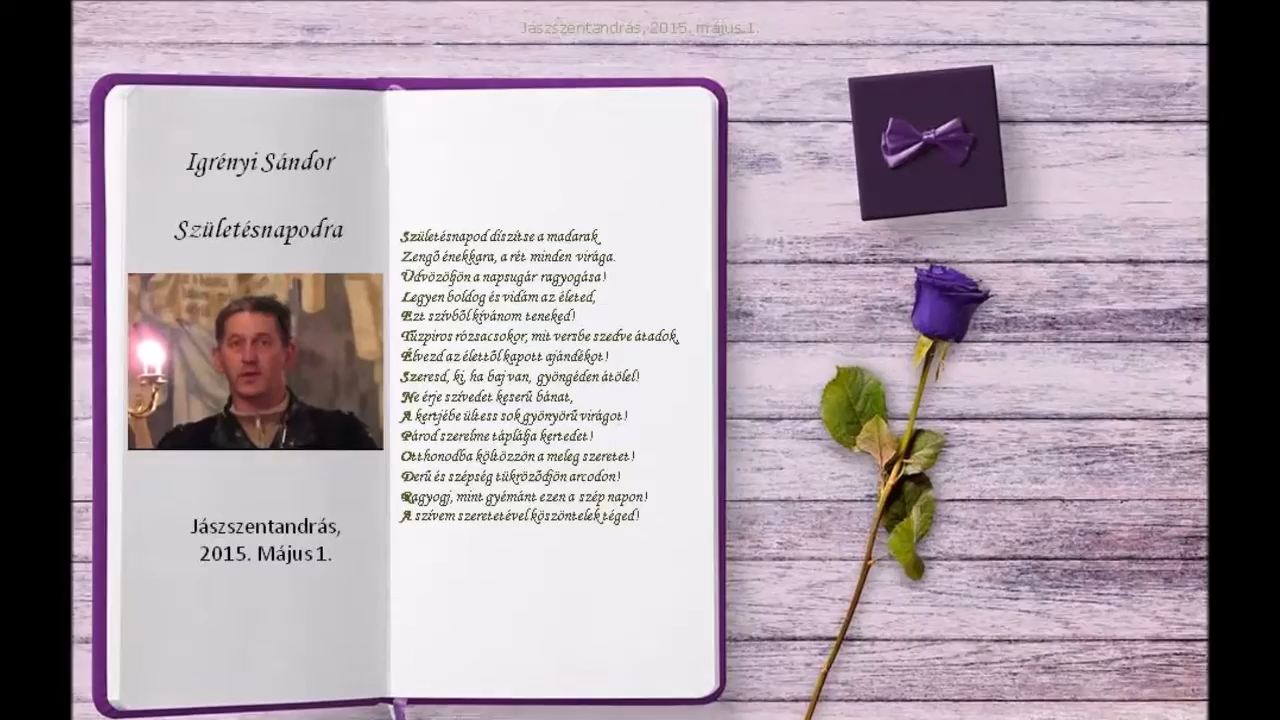 Jászszentandrás, 2015. május 1.
Igrényi Sándor
Születésnapodra
Jászszentandrás,
2015. Május 1.
Születésnapod díszítse a madarak
Zengő énekkara, a rét minden virága.
Üdvözöljön a napsugár ragyogása!
Legyen boldog és vidám az életed,
Ezt szívből kívánom teneked!
Tűzpiros rózsacsokor, mit versbe szedve átadok,
Élvezd az élettől kapott ajándékot!
Szeresd, ki, ha baj van, gyöngéden átölel!
Ne érje szívedet keserű bánat,
A kertjébe ültess sok gyönyörű virágot!
Párod szerelme táplálja kertedet!
Otthonodba költözzön a meleg szeretet!
Derű és szépség tükröződjön arcodon!
Ragyogj, mint gyémánt ezen a szép napon!
A szívem szeretetével köszöntelek téged!